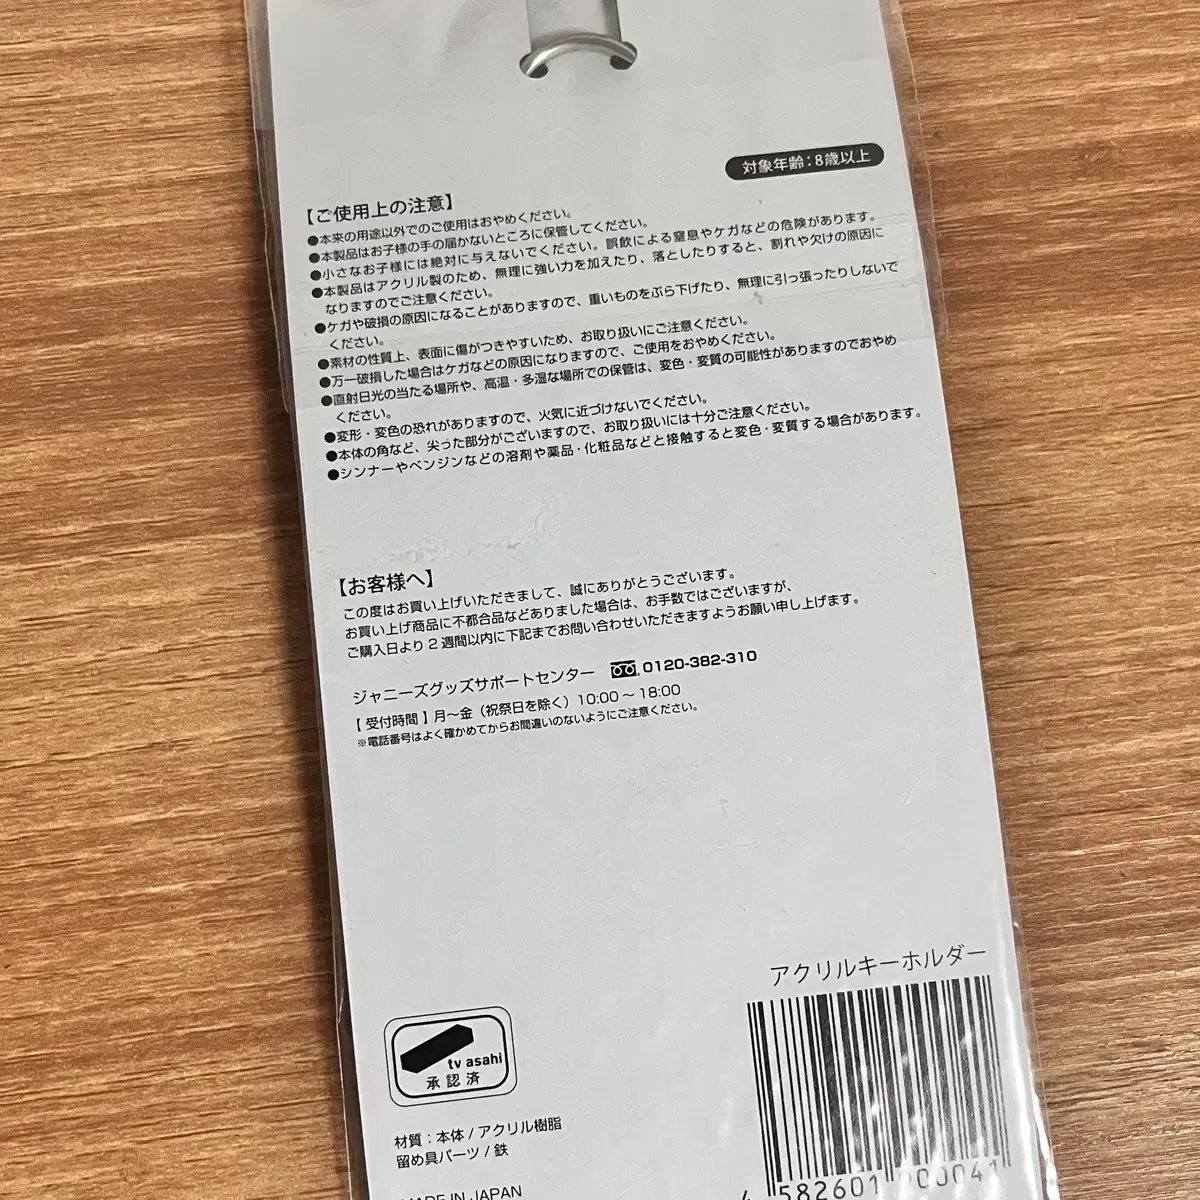 対象年齢：8歳以上
【ご使用上の注意】
●本来の用途以外でのご使用はおやめください。
●本製品はお子様の手の届かないところに保管してください。
●小さなお子様には絶対に与えないでください。誤飲による窒息やケガなどの危険があります。
●本製品はアクリル製のため、無理に強い力を加えたり、落としたりすると、割れや欠けの原因に
なりますのでご注意ください。
●ケガや破損の原因になることがありますので、重いものをぶら下げたり、無理に引っ張ったりしないで
ください。
●素材の性質上、表面に傷がつきやすいため、お取り扱いにご注意ください。
●万一破損した場合はケガなどの原因になりますので、ご使用をおやめください。
●直射日光の当たる場所や、高温・多湿な場所での保管は、変色・変質の可能性がありますのでおやめ
ください。
●変形・変色の恐れがありますので、火気に近づけないでください。
●本体の角など、尖った部分がございますので、お取り扱いには十分ご注意ください。
●シンナーやベンジンなどの溶剤や薬品・化粧品などと接触すると変色・変質する場合があります。
【お客様へ】
この度はお買い上げいただきまして、誠にありがとうございます。
お買い上げ商品に不都合品などありました場合は、お手数ではございますが、
ご購入日より2週間以内に下記までお問い合わせいただきますようお願い申し上げます。
ジャニーズグッズサポートセンター 0120-382-310
【受付時間】月～金（祝祭日を除く）10:00～18:00
※電話番号はよく確かめてからお間違いのないようにご注意ください。
アクリルキーホルダー
tv asahi
承認済
材質：本体/アクリル樹脂
留め具パーツ/鉄
MADE IN JAPAN
4 582601 900041